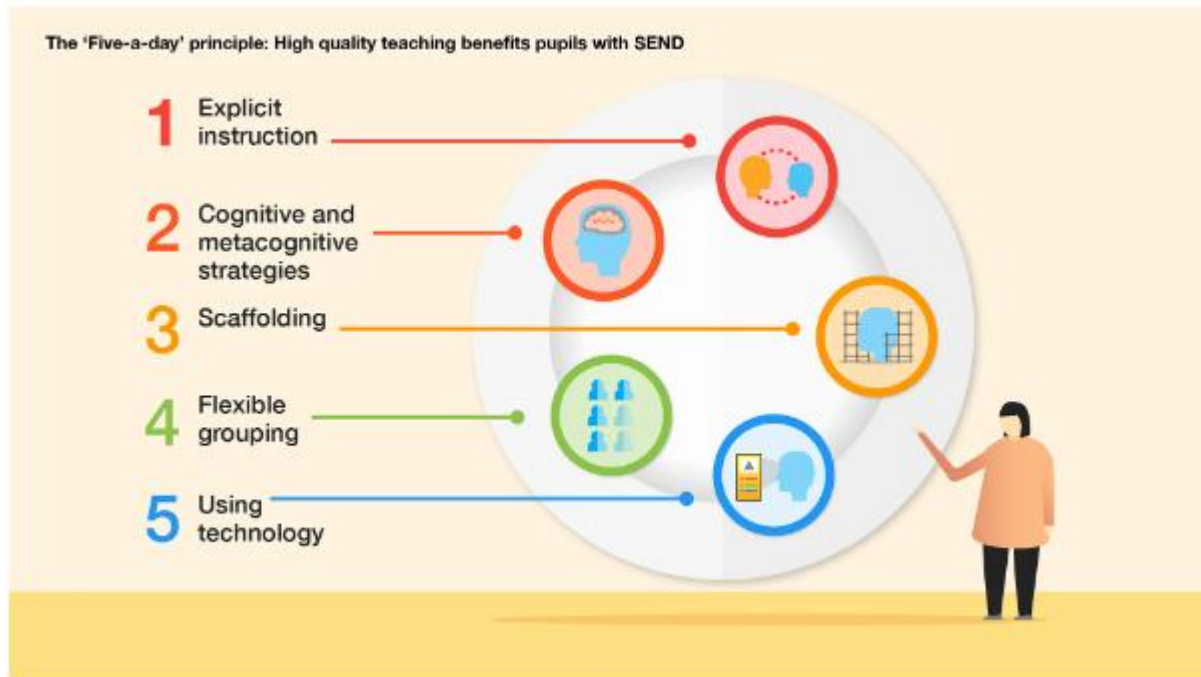 The ‘Five-a-day’ principle: High quality teaching benefits pupils with SEND
1
Explicit
instruction
2
Cognitive and
metacognitive
strategies
3
Scaffolding
4
Flexible
grouping
5
Using
technology